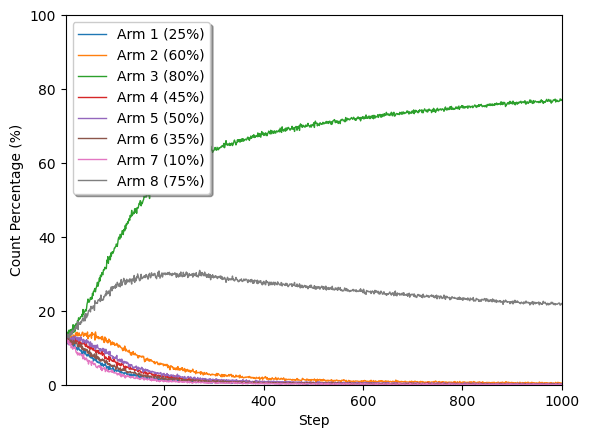 100
80
60
40
20
0
Count Percentage (%)
Arm 1 (25%)
Arm 2 (60%)
Arm 3 (80%)
Arm 4 (45%)
Arm 5 (50%)
Arm 6 (35%)
Arm 7 (10%)
Arm 8 (75%)
200 400 600 800 1000
Step